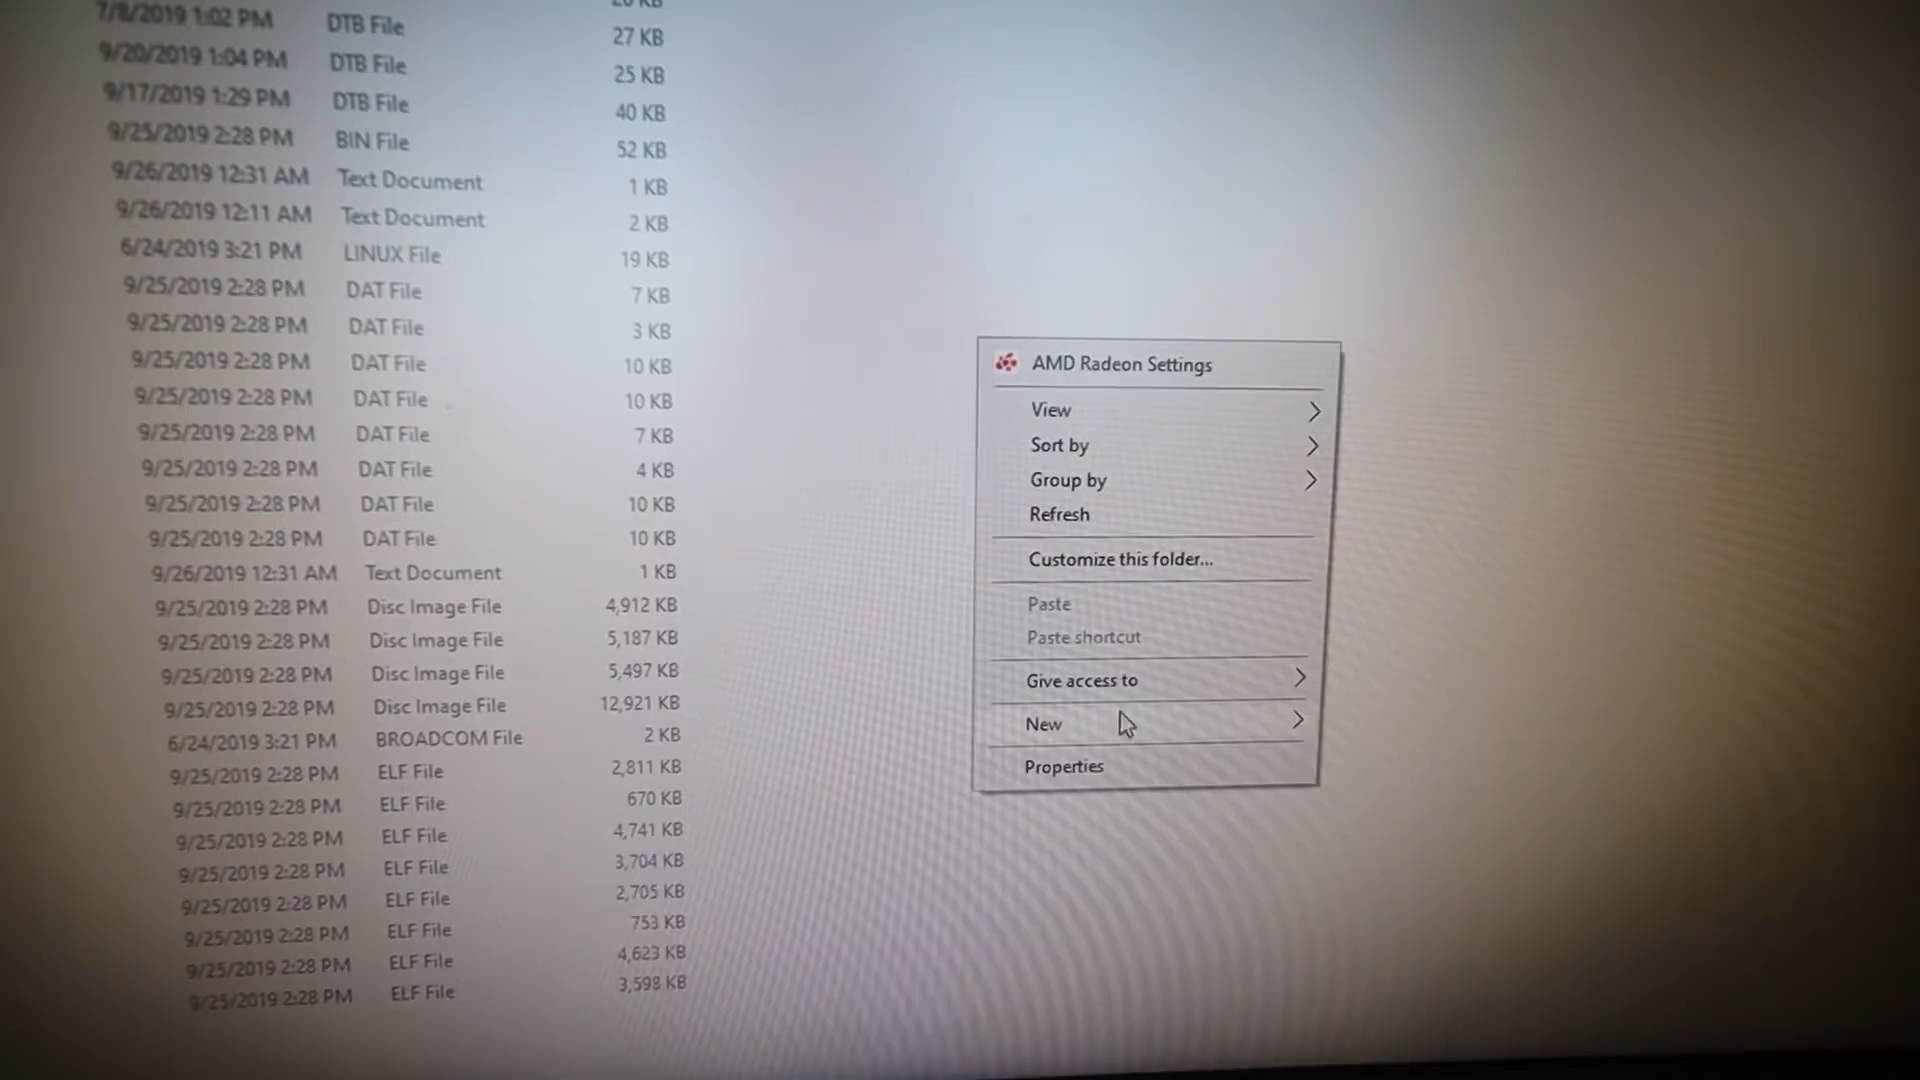 7/8/2019 1:02 PM DTB File 27 KB
9/20/2019 1:04 PM DTB File 25 KB
9/17/2019 1:29 PM DTB File 40 KB
9/25/2019 2:28 PM BIN File 52 KB
9/26/2019 12:31 AM Text Document 1 KB
9/26/2019 12:11 AM Text Document 2 KB
6/24/2019 3:21 PM LINUX File 19 KB
9/25/2019 2:28 PM DAT File 7 KB
9/25/2019 2:28 PM DAT File 3 KB
9/25/2019 2:28 PM DAT File 10 KB
9/25/2019 2:28 PM DAT File 10 KB
9/25/2019 2:28 PM DAT File 7 KB
9/25/2019 2:28 PM DAT File 4 KB
9/25/2019 2:28 PM DAT File 10 KB
9/25/2019 2:28 PM DAT File 10 KB
9/26/2019 12:31 AM Text Document 1 KB
9/25/2019 2:28 PM Disc Image File 4,912 KB
9/25/2019 2:28 PM Disc Image File 5,187 KB
9/25/2019 2:28 PM Disc Image File 5,497 KB
9/25/2019 2:28 PM Disc Image File 12,921 KB
6/24/2019 3:21 PM BROADCOM File 2 KB
9/25/2019 2:28 PM ELF File 2,811 KB
9/25/2019 2:28 PM ELF File 670 KB
9/25/2019 2:28 PM ELF File 4,741 KB
9/25/2019 2:28 PM ELF File 3,704 KB
9/25/2019 2:28 PM ELF File 2,705 KB
9/25/2019 2:28 PM ELF File 753 KB
9/25/2019 2:28 PM ELF File 4,623 KB
9/25/2019 2:28 PM ELF File 3,598 KB
AMD Radeon Settings
View
Sort by
Group by
Refresh
Customize this folder...
Paste
Paste shortcut
Give access to
New
Properties